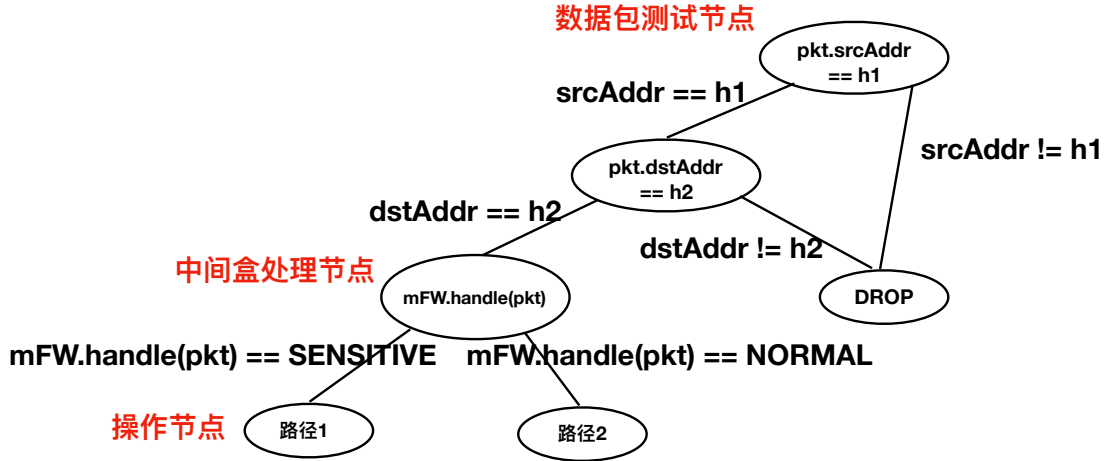 数据包测试节点
pkt.srcAddr
== h1
srcAddr == h1
srcAddr != h1
pkt.dstAddr
== h2
dstAddr == h2
dstAddr != h2
中间盒处理节点
mFW.handle(pkt)
DROP
mFW.handle(pkt) == SENSITIVE
mFW.handle(pkt) == NORMAL
操作节点
路径1
路径2